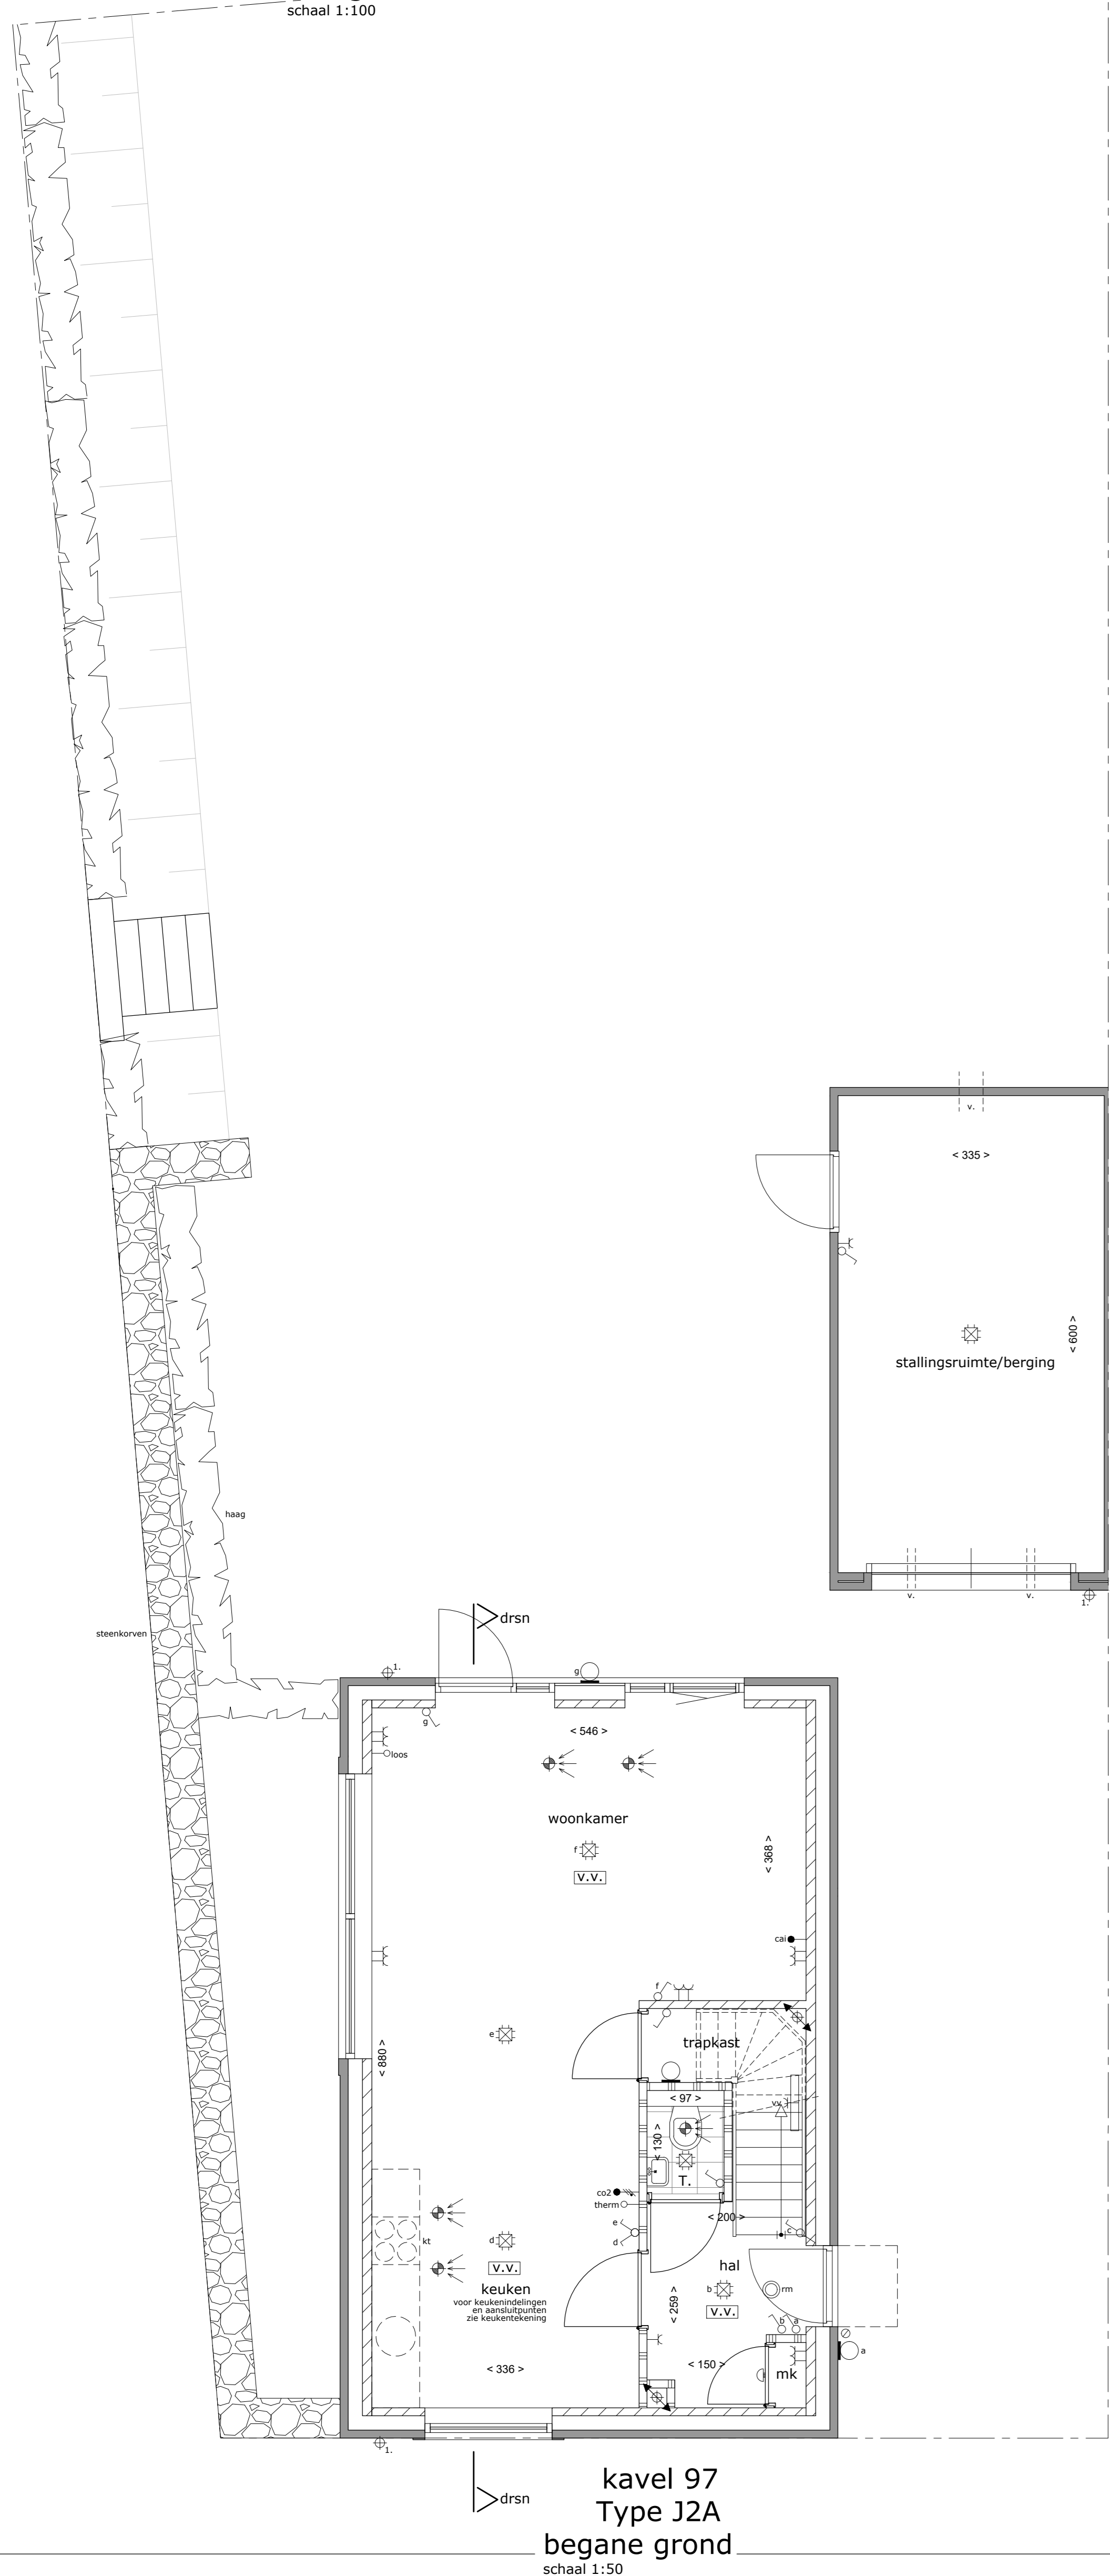 schaal 1:100
v.
< 335 >
< 600 >
stallingsruimte/berging
haag
v.
v.
1.
steenkorven
drsn
1.
g
g
< 546 >
loos
woonkamer
< 368 >
f
v.v.
cai
f
e
< 880 >
trapkast
< 97 >
vv
< 130 >
T.
co2
therm
< 200 >
e
d
c
kt
d
hal
v.v.
b
rm
keuken
voor keukenindelingen
en aansluitpunten
zie keukentekening
v.v.
< 259 >
b
a
a
< 336 >
< 150 >
mk
1.
drsn
kavel 97
Type J2A
begane grond
schaal 1:50